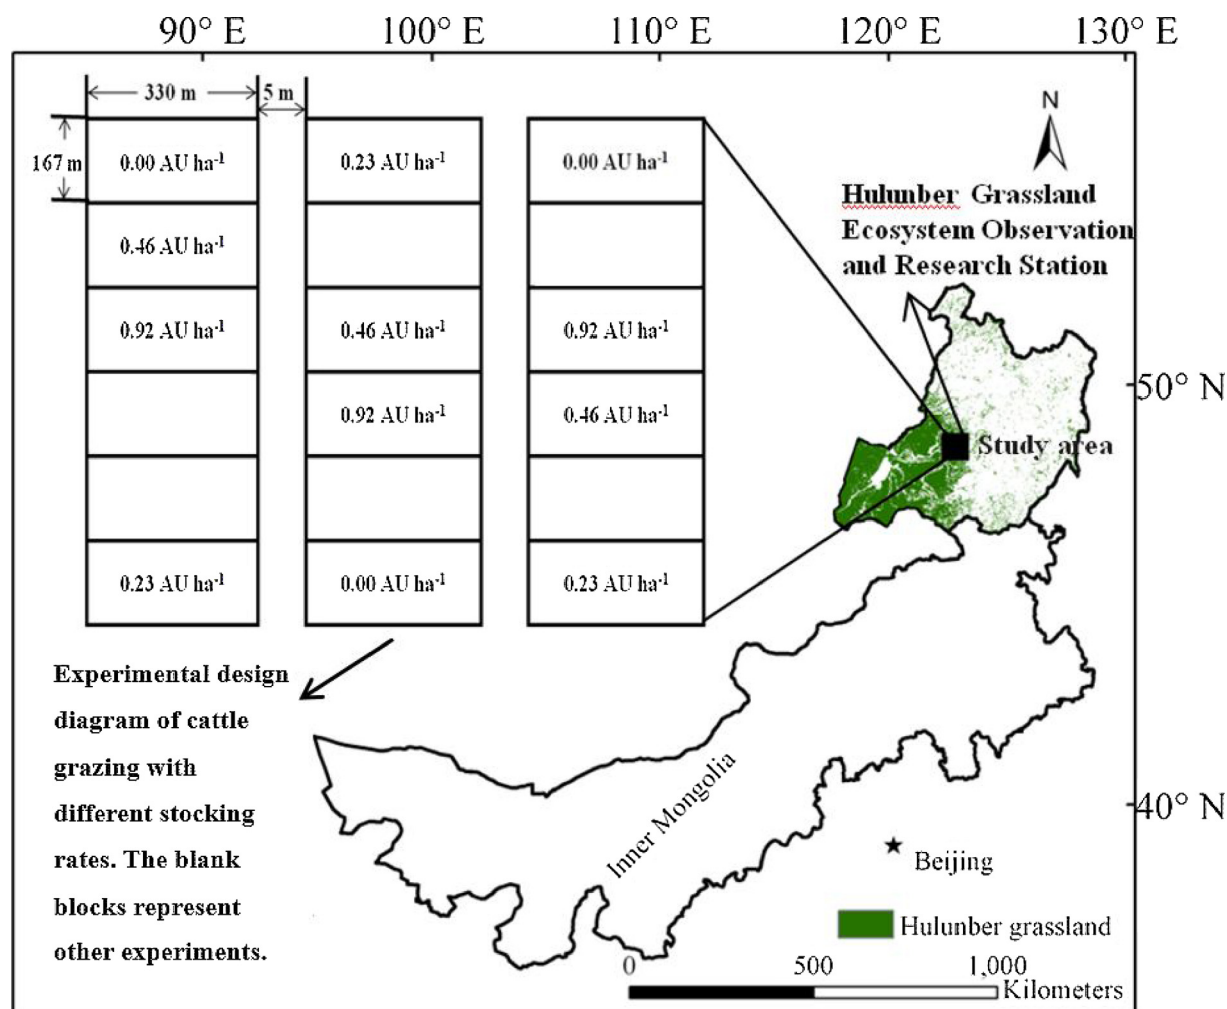 90° E 100° E 110° E 120° E 130° E
330 m 5 m
167 m
0.00 AU ha⁻¹ 0.23 AU ha⁻¹ 0.00 AU ha⁻¹
0.46 AU ha⁻¹
0.92 AU ha⁻¹ 0.46 AU ha⁻¹ 0.92 AU ha⁻¹
0.92 AU ha⁻¹ 0.46 AU ha⁻¹
0.23 AU ha⁻¹ 0.00 AU ha⁻¹ 0.23 AU ha⁻¹
N
Hulunber Grassland
Ecosystem Observation
and Research Station
50° N
Study area
Experimental design
diagram of cattle
grazing with
different stocking
rates. The blank
blocks represent
other experiments.
Inner Mongolia
40° N
Beijing
Hulunber grassland
0 500 1,000
Kilometers